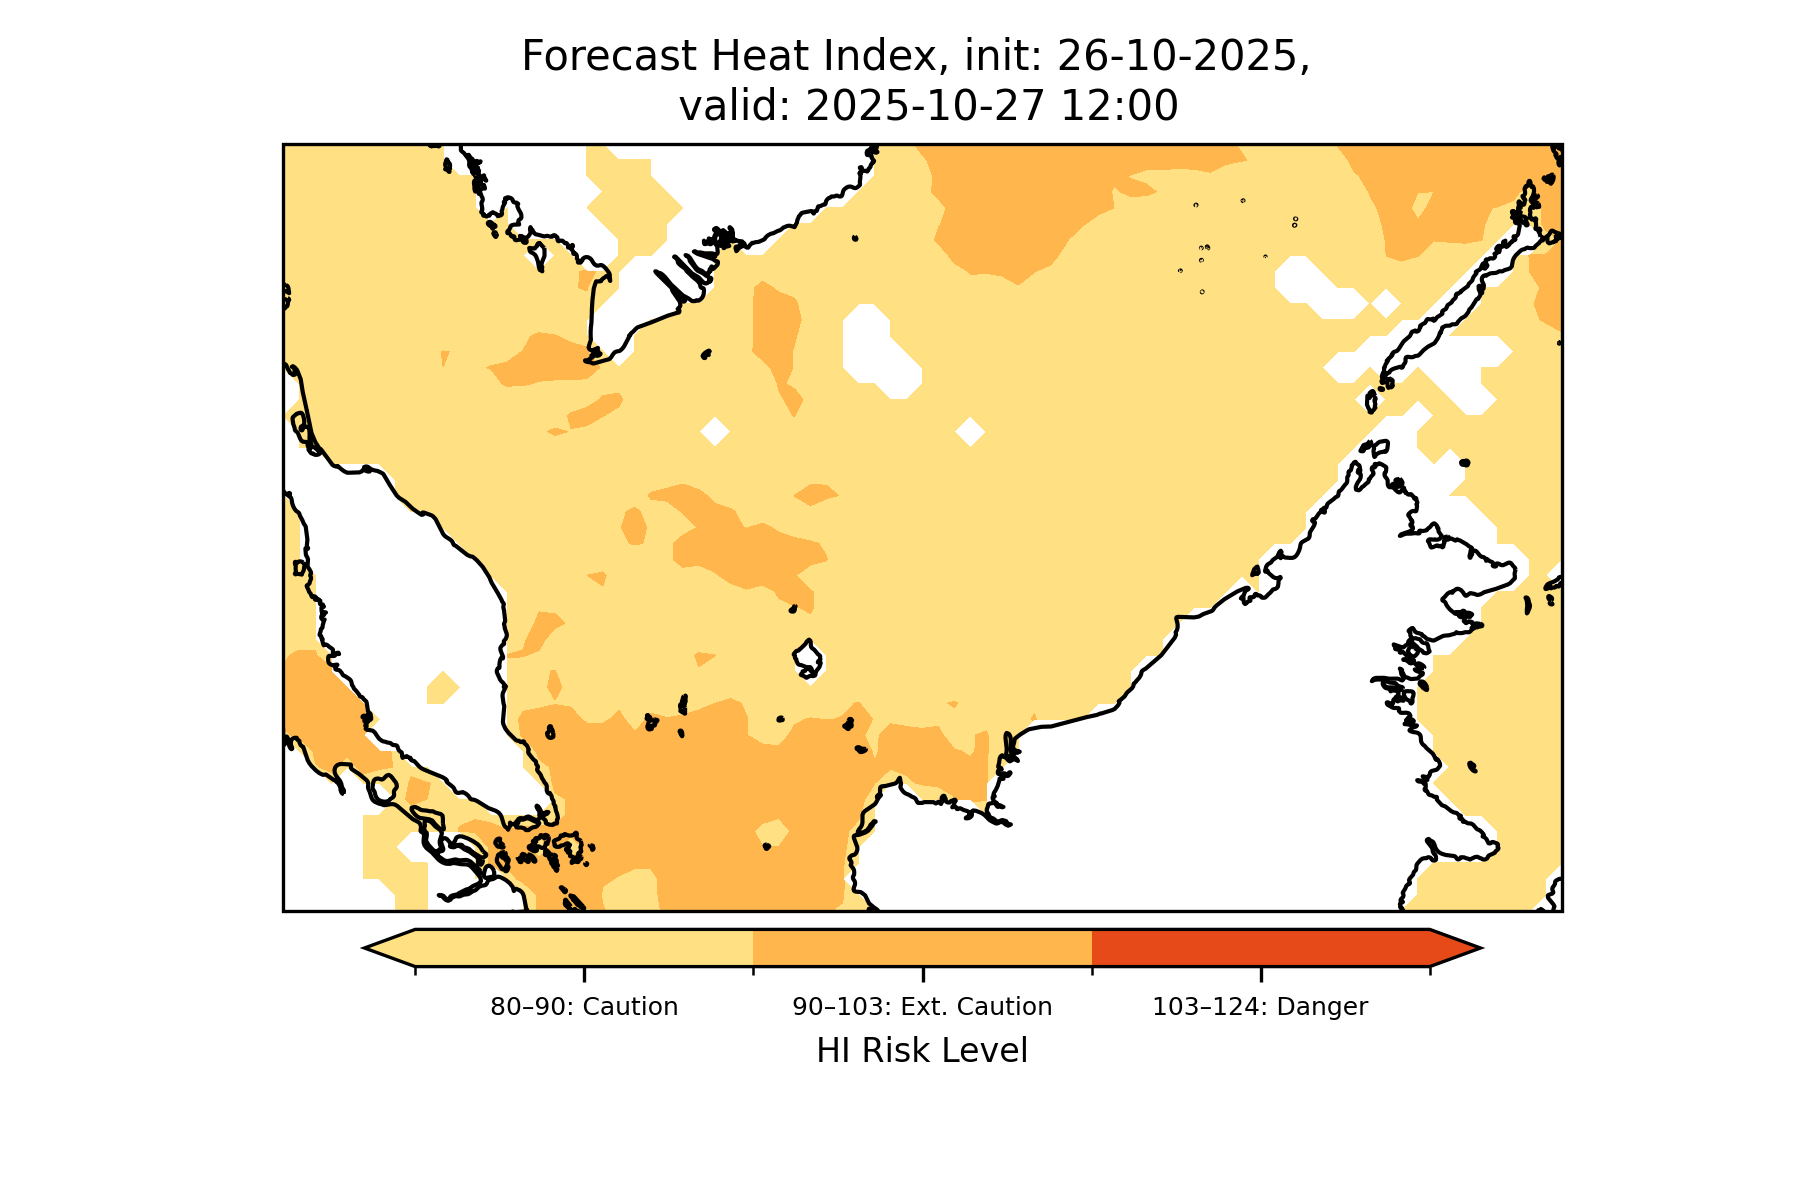 Forecast Heat Index, init: 26-10-2025,
valid: 2025-10-27 12:00
80–90: Caution
90–103: Ext. Caution
103–124: Danger
HI Risk Level